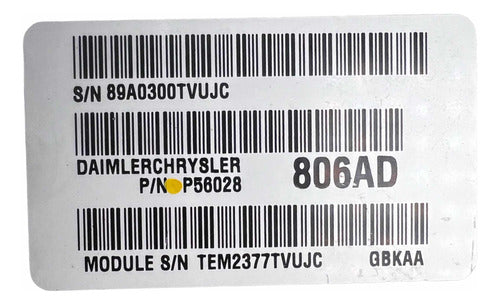 S/N 89A0300TVUJC
DAIMLERCHRYSLER
P/N P56028 806AD
MODULE S/N TEM2377TVUJC GBKAA